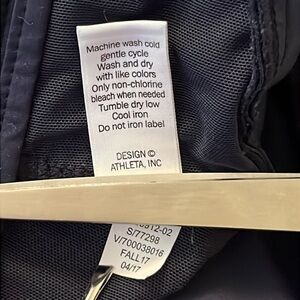 Machine wash cold
gentle cycle
Wash and dry
with like colors
Only non-chlorine
bleach when needed
Tumble dry low
Cool iron
Do not iron label
DESIGN ©
ATHLETA, INC
S/77298
V/700038016
FALL17
04/17